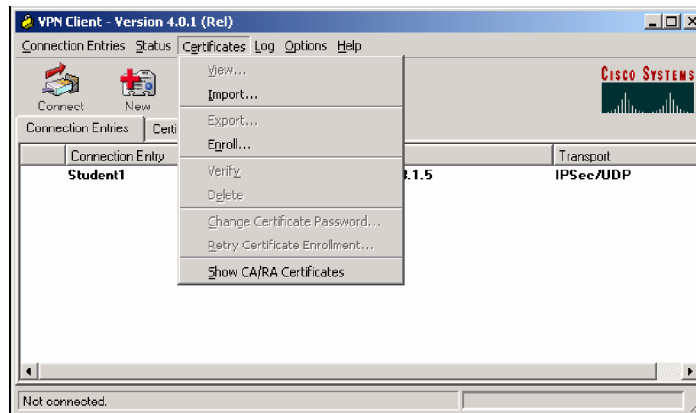 VPN Client - Version 4.0.1 (Rel)
Connection Entries Status Certificates Log Options Help
Connect New
CISCO SYSTEMS
View...
Import...
Export...
Enroll...
Verify
Delete
Change Certificate Password...
Retry Certificate Enrollment...
Show CA/RA Certificates
Connection Entries Certi
Connection Entry Transport
Student1 .1.5 IPSec/UDP
Not connected.